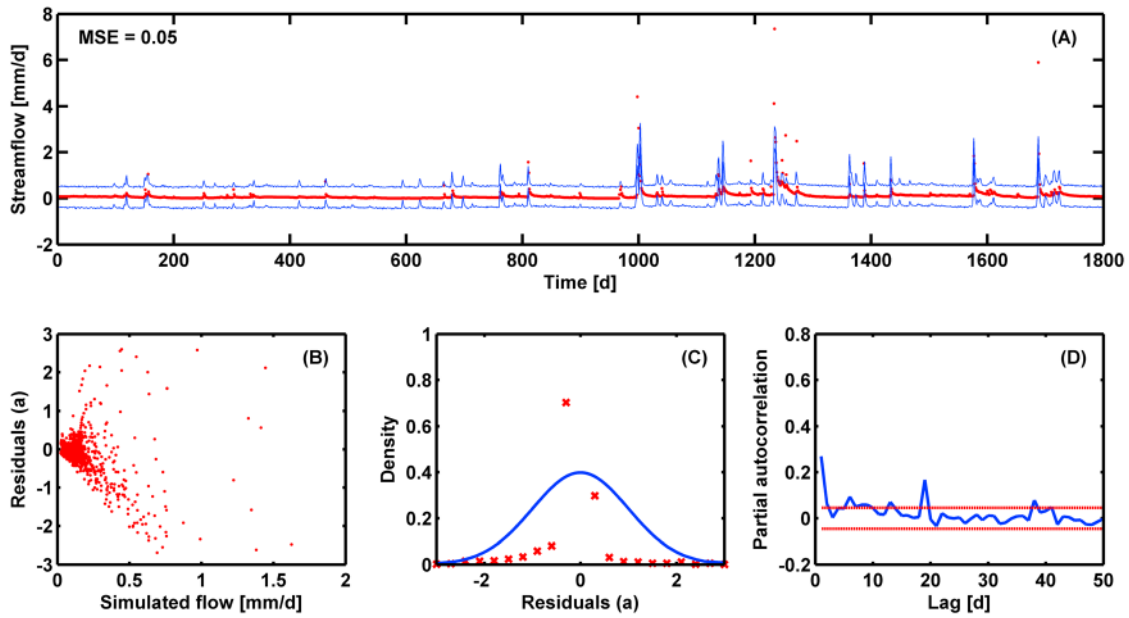 MSE = 0.05
(A)
Streamflow [mm/d]
8
6
4
2
0
-2
0 200 400 600 800 1000 1200 1400 1600 1800
Time [d]
(B)
Residuals (a)
3
2
1
0
-1
-2
-3
0 0.5 1 1.5 2
Simulated flow [mm/d]
(C)
Density
1
0.8
0.6
0.4
0.2
0
-2 0 2
Residuals (a)
(D)
Partial autocorrelation
0.8
0.6
0.4
0.2
0
-0.2
0 10 20 30 40 50
Lag [d]